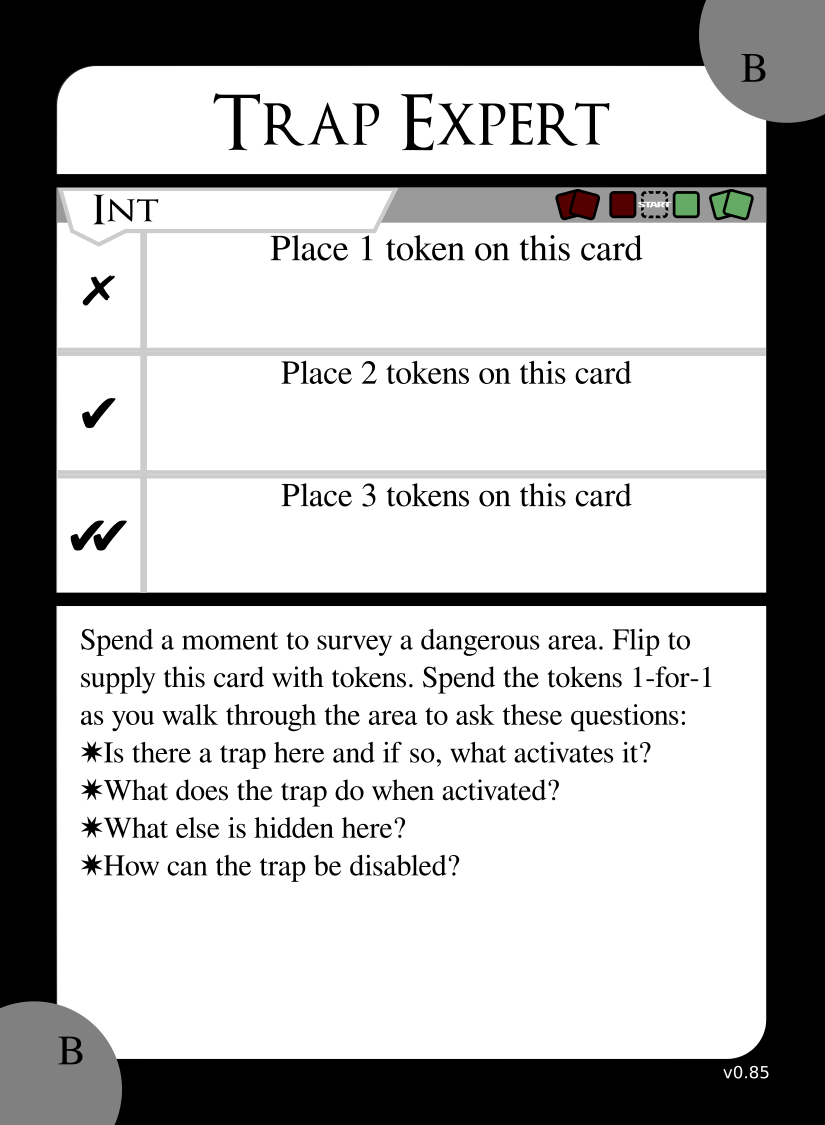 B
Trap Expert
Int
START
✗ Place 1 token on this card
✔ Place 2 tokens on this card
✔✔ Place 3 tokens on this card
Spend a moment to survey a dangerous area. Flip to
supply this card with tokens. Spend the tokens 1-for-1
as you walk through the area to ask these questions:
✷Is there a trap here and if so, what activates it?
✷What does the trap do when activated?
✷What else is hidden here?
✷How can the trap be disabled?
B
v0.85